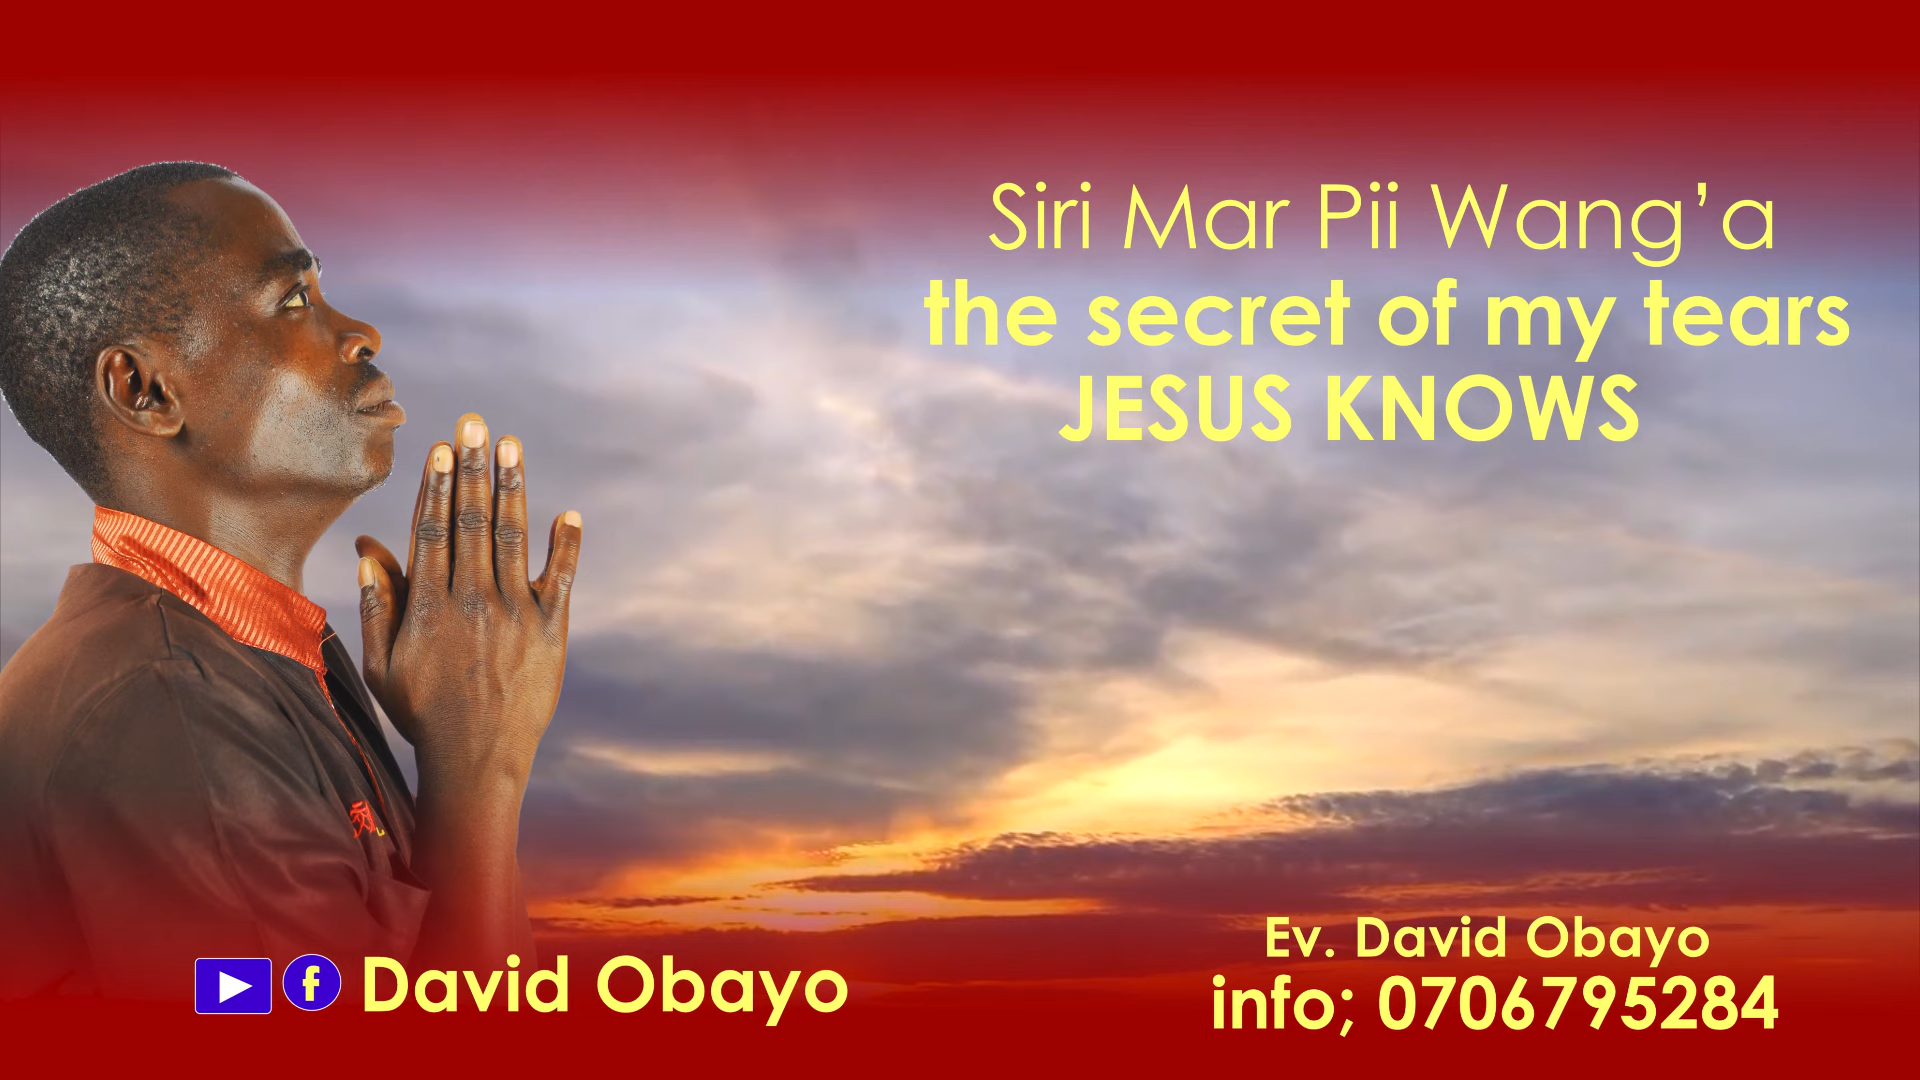 Siri Mar Pii Wang’a
the secret of my tears
JESUS KNOWS
Ev. David Obayo
info; 0706795284
David Obayo